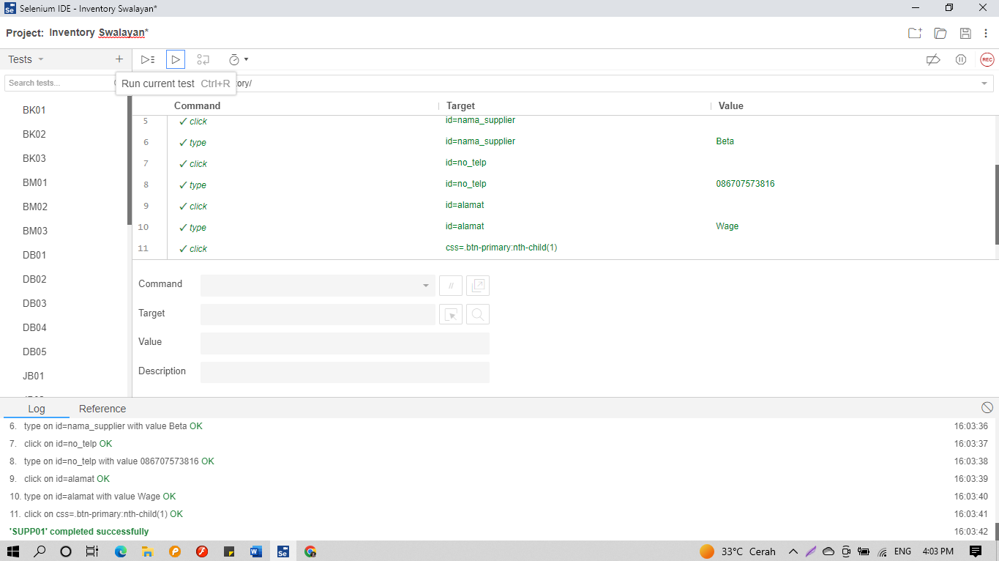 Selenium IDE - Inventory Swalayan*
Project: Inventory Swalayan*
Tests
REC
Search tests...
Run current test Ctrl+R
tory/
Command Target Value
BK01
BK02
BK03
BM01
BM02
BM03
DB01
DB02
DB03
DB04
DB05
JB01
5 ✓ click id=nama_supplier
6 ✓ type id=nama_supplier Beta
7 ✓ click id=no_telp
8 ✓ type id=no_telp 086707573816
9 ✓ click id=alamat
10 ✓ type id=alamat Wage
11 ✓ click css=.btn-primary:nth-child(1)
Command //
Target
Value
Description
Log Reference
6. type on id=nama_supplier with value Beta OK 16:03:36
7. click on id=no_telp OK 16:03:37
8. type on id=no_telp with value 086707573816 OK 16:03:38
9. click on id=alamat OK 16:03:39
10. type on id=alamat with value Wage OK 16:03:40
11. click on css=.btn-primary:nth-child(1) OK 16:03:41
'SUPP01' completed successfully 16:03:42
33°C Cerah ENG 4:03 PM